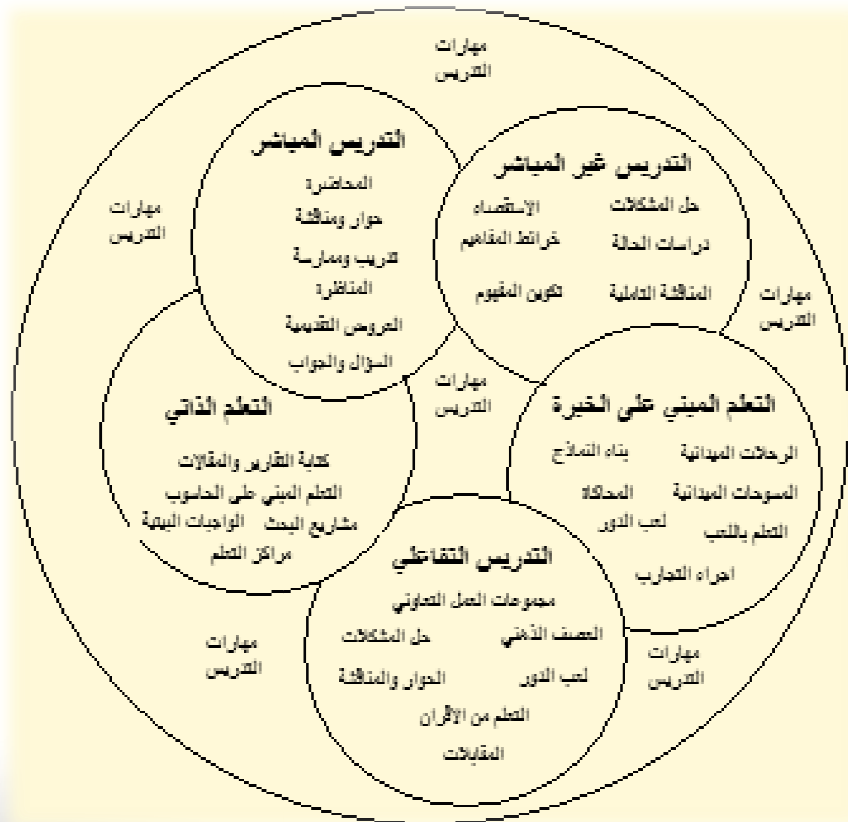 مهارات
التدريس
التدريس المباشر
المحاضرة
حوار ومناقشة
تدريب وممارسة
المناظرة
العروض التقديمية
السؤال والجواب
التدريس غير المباشر
حل المشكلات
الاستقصاء
دراسات الحالة
خرائط المفاهيم
المناقشة التاملية
تكوين المفهوم
مهارات
التدريس
مهارات
التدريس
مهارات
التدريس
التعلم المبني على الخبرة
الرحلات الميدانية
بناء النماذج
المسوحات الميدانية
المحاكاة
التعلم باللعب
لعب الدور
اجراء التجارب
التعلم الذاتي
كتابة التقارير والمقالات
التعلم المبني على الحاسوب
مشاريع البحث
الواجبات البيتية
مراكز التعلم
التدريس التفاعلي
مجموعات العمل التعاوني
العصف الذهني
حل المشكلات
لعب الدور
الحوار والمناقشة
التعلم من الاقران
المقابلات
مهارات
التدريس
مهارات
التدريس